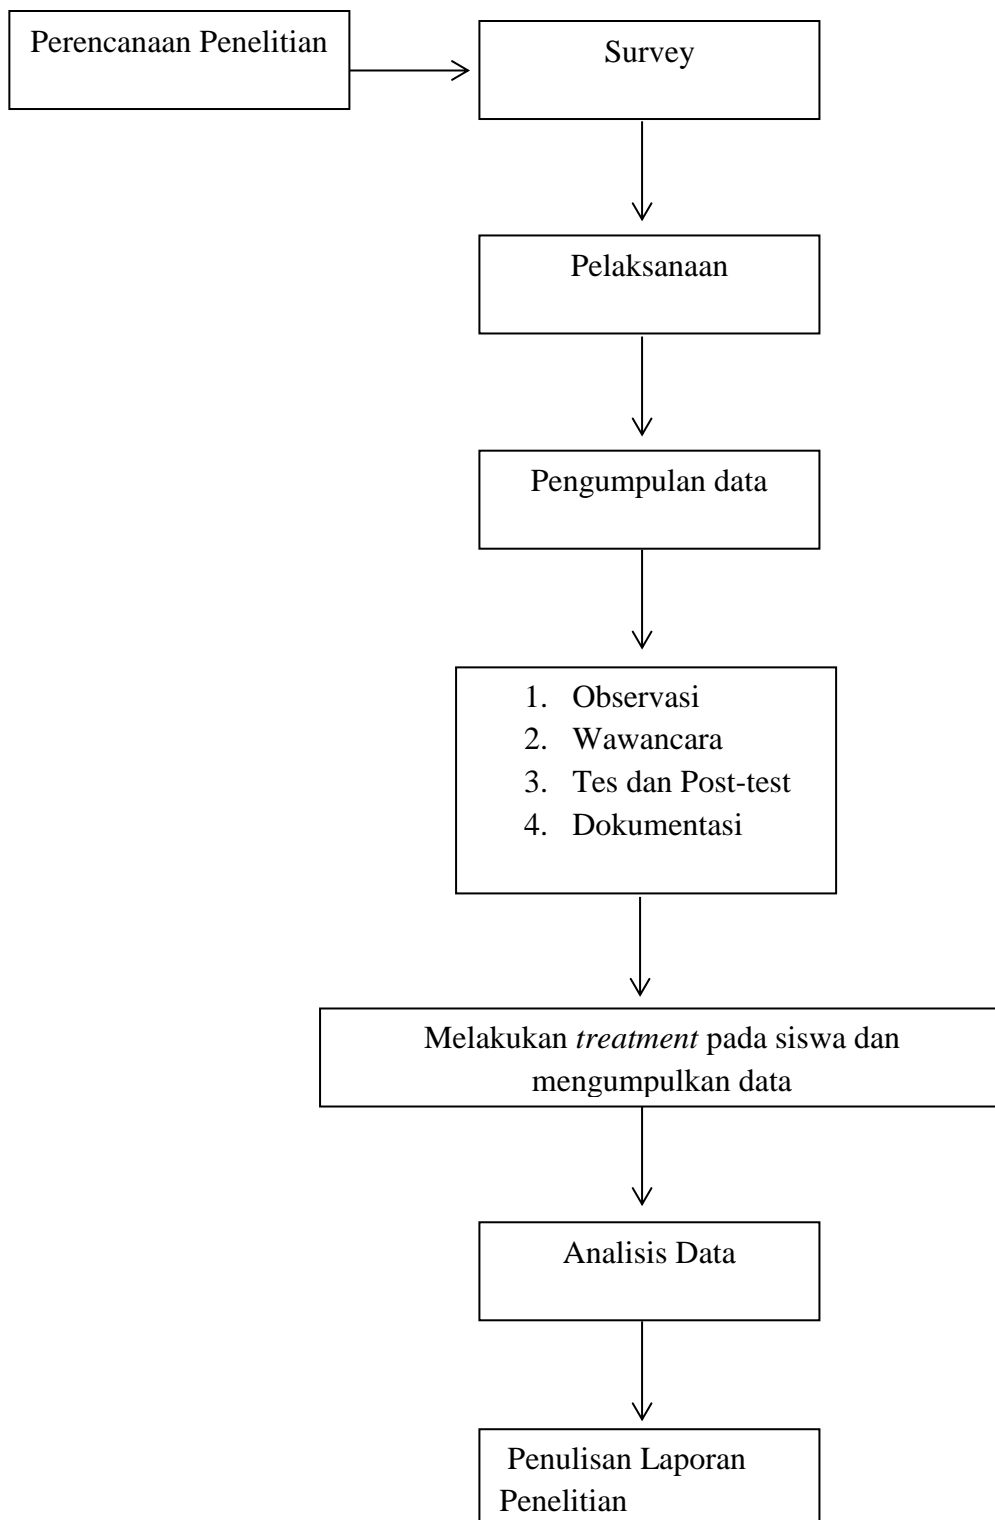 Perencanaan Penelitian
Survey
Pelaksanaan
Pengumpulan data
1. Observasi
2. Wawancara
3. Tes dan Post-test
4. Dokumentasi
Melakukan treatment pada siswa dan
mengumpulkan data
Analisis Data
Penulisan Laporan
Penelitian